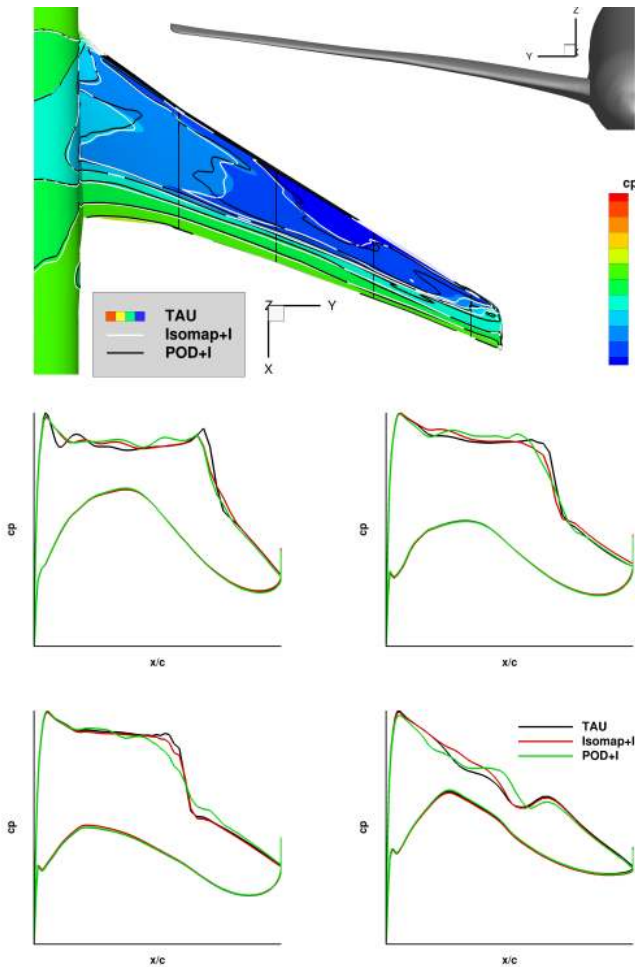 Z
Y
cp
TAU
Isomap+I
POD+I
Z
Y
X
cp
cp
x/c
x/c
TAU
Isomap+I
POD+I
cp
cp
x/c
x/c